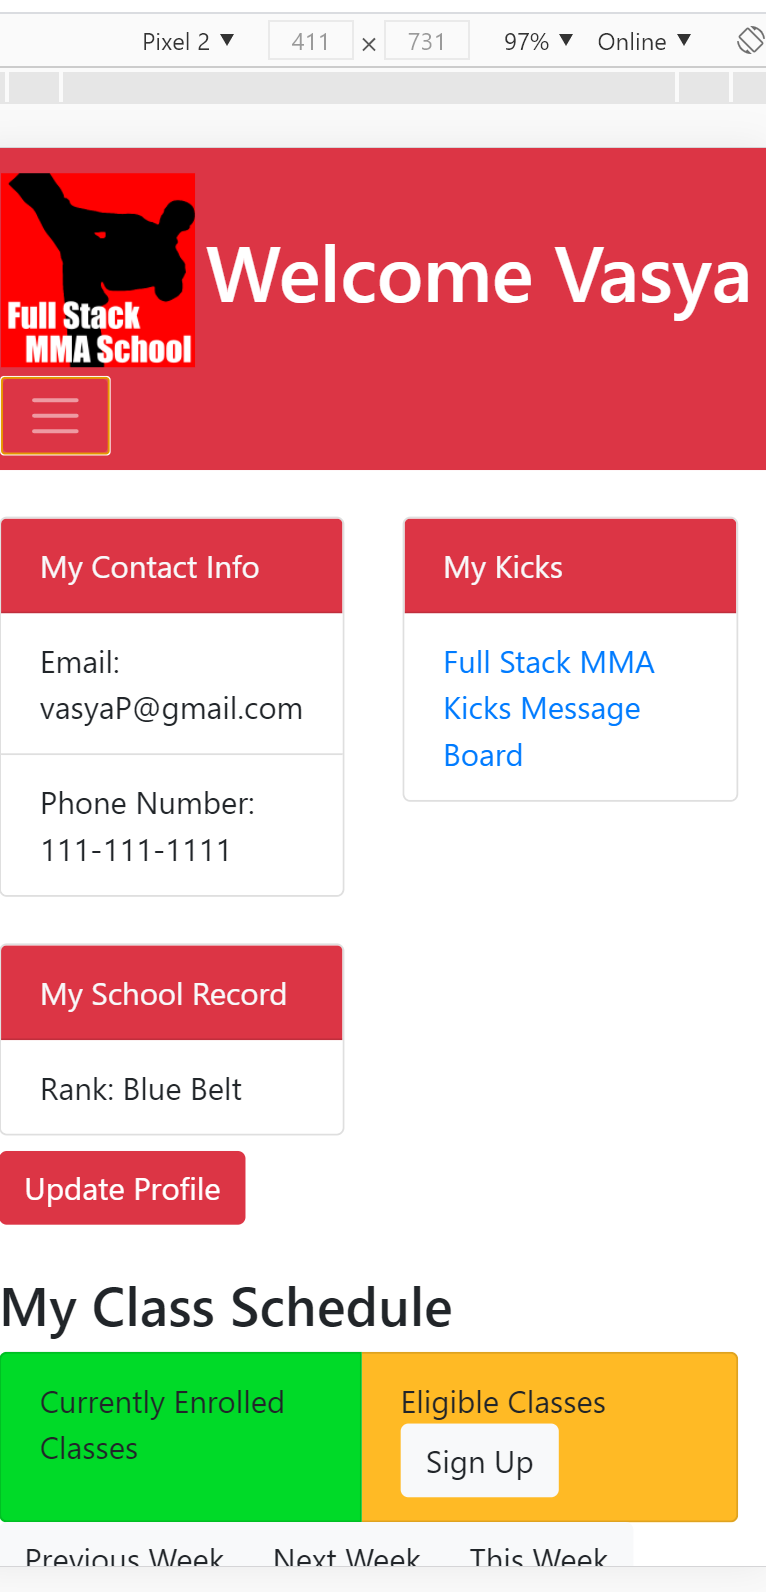 Pixel 2 ▼ 411 × 731 97% ▼ Online ▼
Full Stack
MMA School
Welcome Vasya
My Contact Info
Email:
vasyaP@gmail.com
Phone Number:
111-111-1111
My Kicks
Full Stack MMA
Kicks Message
Board
My School Record
Rank: Blue Belt
Update Profile
My Class Schedule
Currently Enrolled
Classes
Eligible Classes
Sign Up
Previous Week Next Week This Week